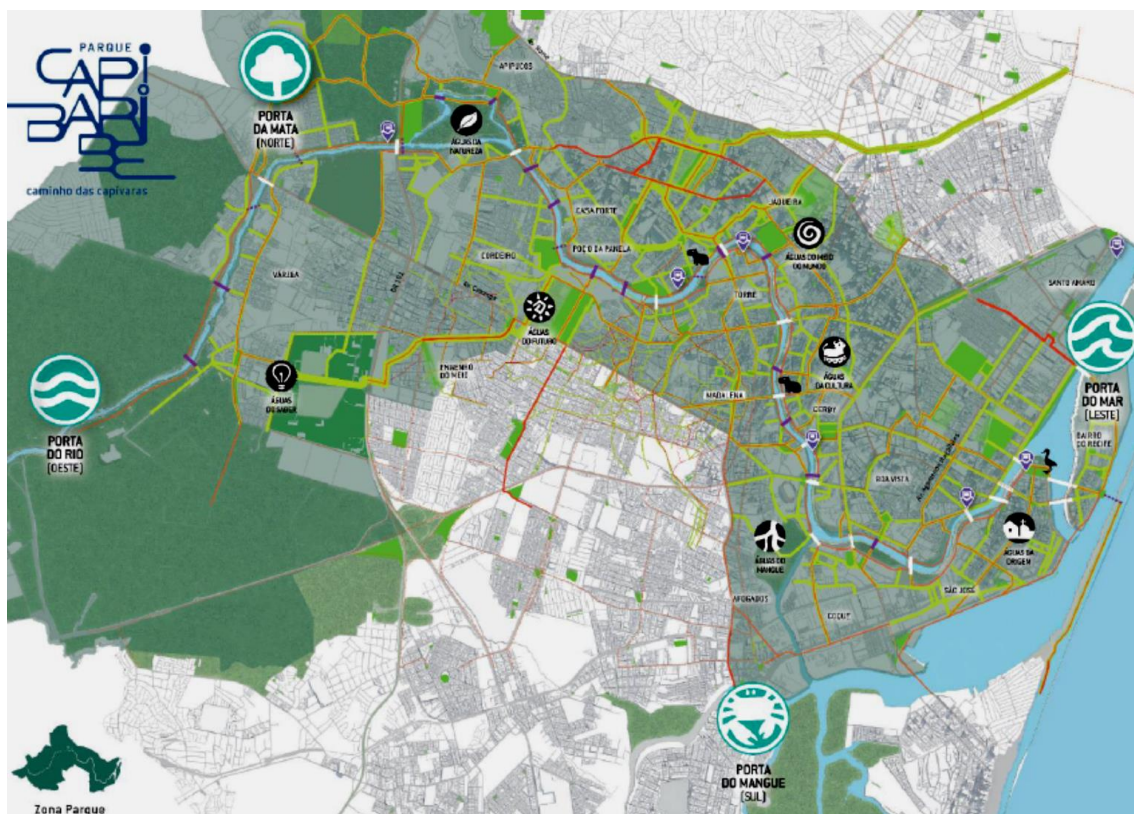 PARQUE
CAPI
BARI
BE
caminho das capivaras
PORTA
DA MATA
(NORTE)
APIPUCOS
ÁGUAS DA
NATUREZA
CASA FORTE
JAQUEIRA
POÇO DA PANELA
ÁGUAS DO MEIO
DO MUNDO
CORDEIRO
VÁRZEA
SANTO AMARO
TORRE
ÁGUAS
DO FUTURO
PORTA
DO MAR
(LESTE)
ÁGUAS
DA CULTURA
ENGENHO
DO MEIO
ÁGUAS
DO SABER
MADALENA
DERBY
PORTA
DO RIO
(OESTE)
BAIRRO
DO RECIFE
BOA VISTA
Av. Agamenon Magalhães
ÁGUAS DO
MANGUE
ÁGUAS DA
ORIGEM
SÃO JOSÉ
AFOGADOS
COQUE
PORTA
DO MANGUE
(SUL)
Zona Parque